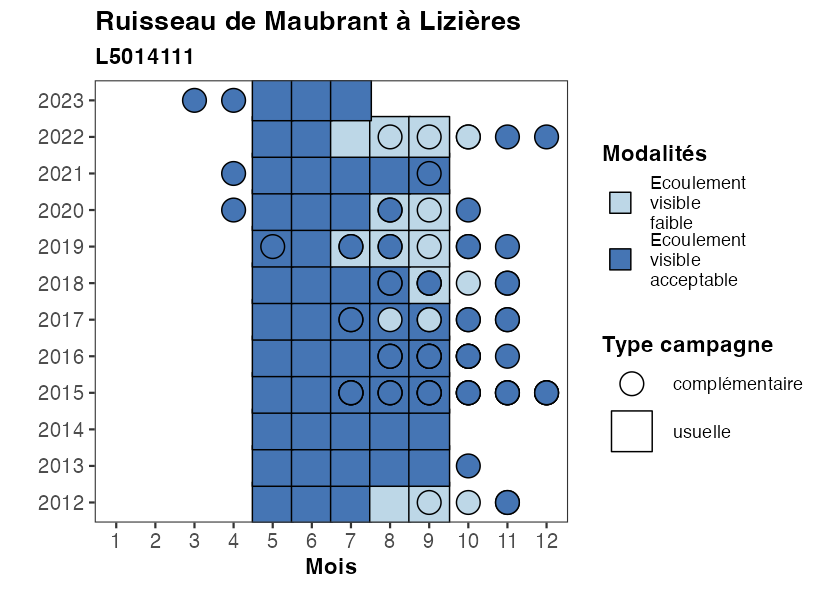 Ruisseau de Maubrant à Lizières
L5014111
2023
2022
2021
2020
2019
2018
2017
2016
2015
2014
2013
2012
1 2 3 4 5 6 7 8 9 10 11 12
Mois
Modalités
Ecoulement
visible
faible
Ecoulement
visible
acceptable
Type campagne
complémentaire
usuelle